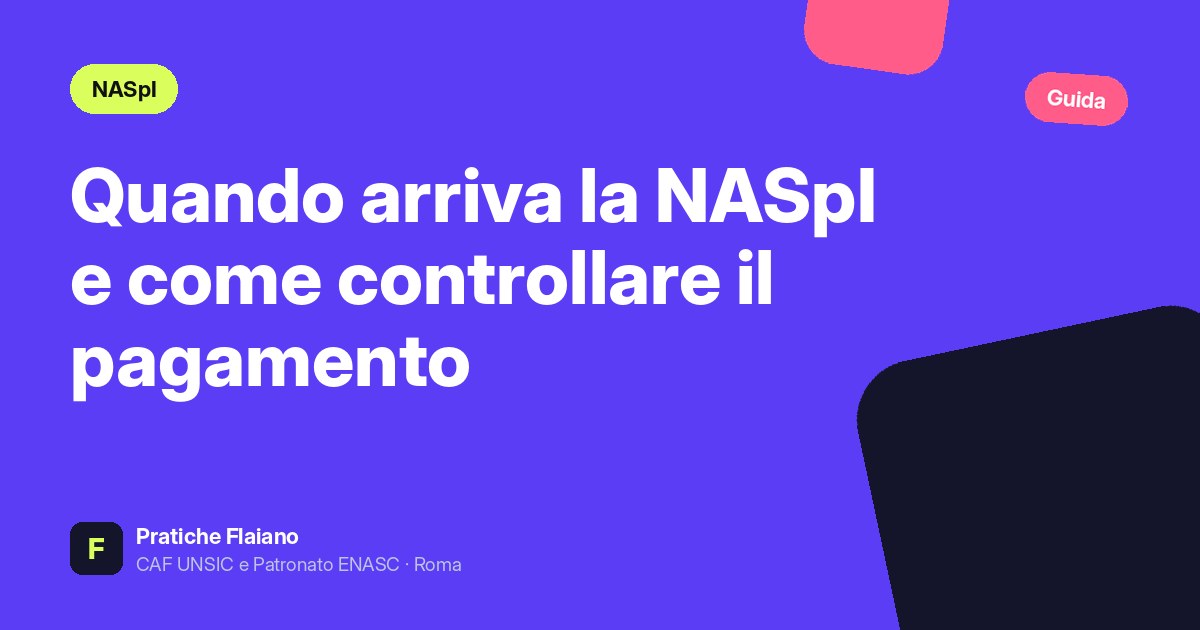 NASpI
Guida
Quando arriva la NASpI
e come controllare il
pagamento
F
Pratiche Flaiano
CAF UNSIC e Patronato ENASC · Roma